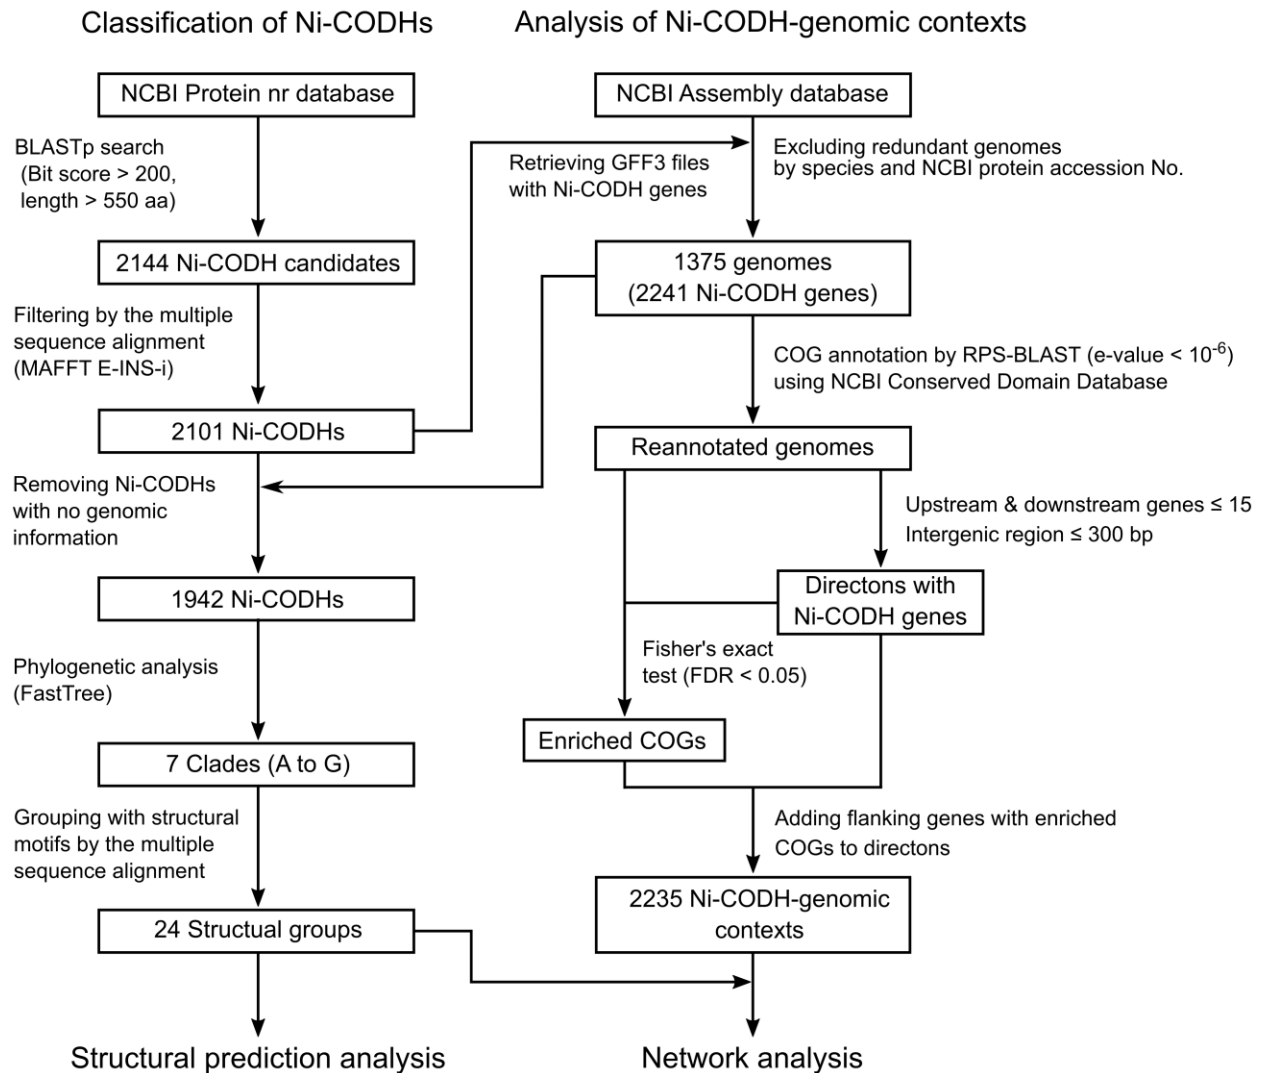 Classification of Ni-CODHs
NCBI Protein nr database
BLASTp search
(Bit score > 200,
length > 550 aa)
2144 Ni-CODH candidates
Filtering by the multiple
sequence alignment
(MAFFT E-INS-i)
2101 Ni-CODHs
Removing Ni-CODHs
with no genomic
information
1942 Ni-CODHs
Phylogenetic analysis
(FastTree)
7 Clades (A to G)
Grouping with structural
motifs by the multiple
sequence alignment
24 Structual groups
Structural prediction analysis
Analysis of Ni-CODH-genomic contexts
NCBI Assembly database
Retrieving GFF3 files
with Ni-CODH genes
Excluding redundant genomes
by species and NCBI protein accession No.
1375 genomes
(2241 Ni-CODH genes)
COG annotation by RPS-BLAST (e-value < 10⁻⁶)
using NCBI Conserved Domain Database
Reannotated genomes
Upstream & downstream genes ≤ 15
Intergenic region ≤ 300 bp
Directons with
Ni-CODH genes
Fisher's exact
test (FDR < 0.05)
Enriched COGs
Adding flanking genes with enriched
COGs to directons
2235 Ni-CODH-genomic
contexts
Network analysis